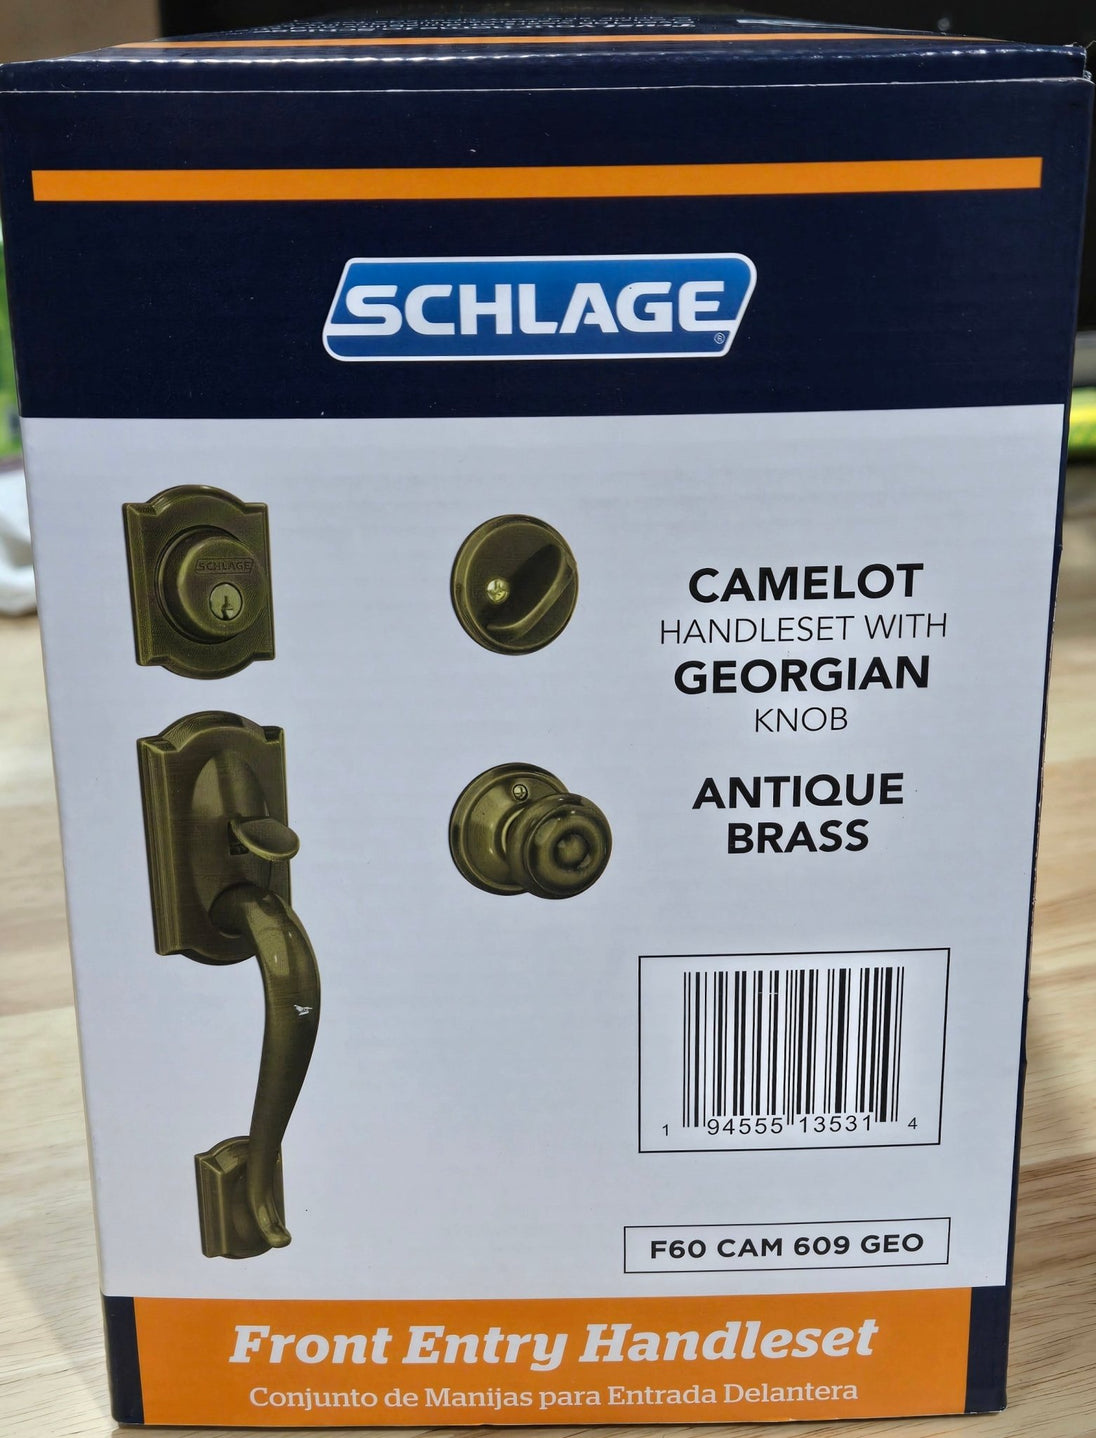 SCHLAGE
SCHLAGE
CAMELOT
HANDLESET WITH
GEORGIAN
KNOB
ANTIQUE
BRASS
1 94555 13531 4
F60 CAM 609 GEO
Front Entry Handleset
Conjunto de Manijas para Entrada Delantera